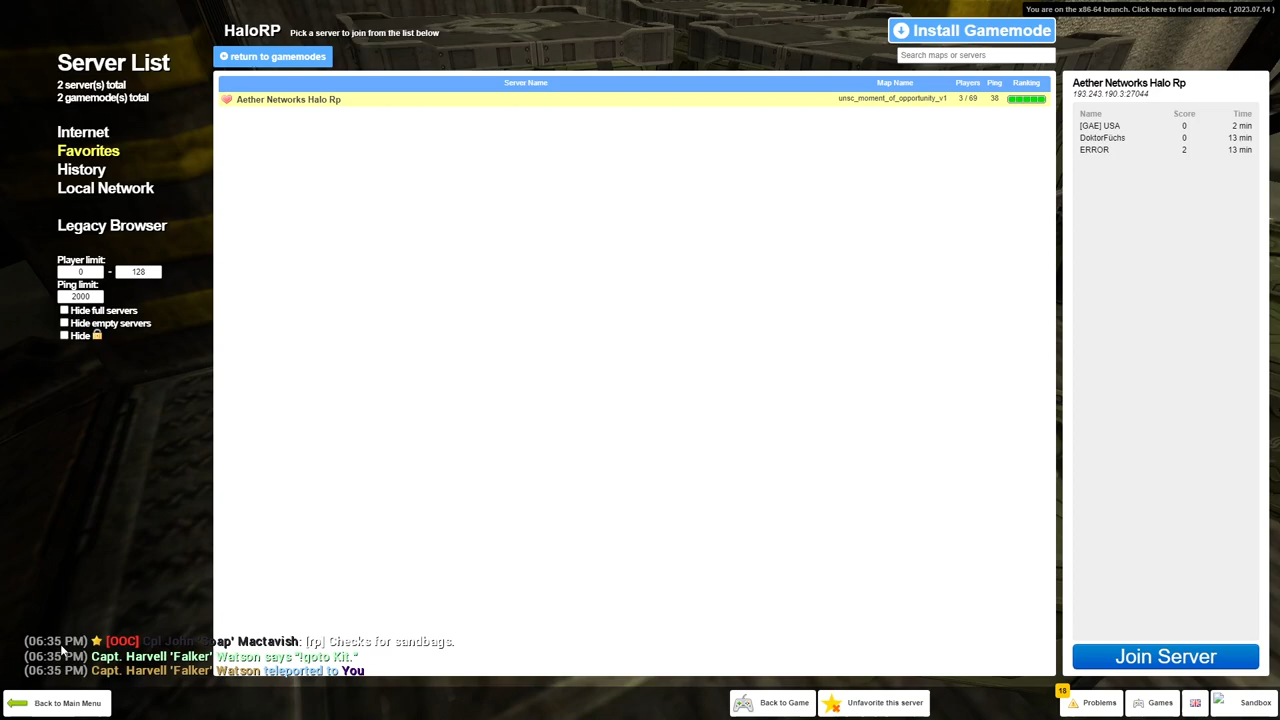 You are on the x86-64 branch. Click here to find out more. ( 2023.07.14 )
HaloRP Pick a server to join from the list below
Install Gamemode
return to gamemodes
Search maps or servers
Server List
2 server(s) total
2 gamemode(s) total
Internet
Favorites
History
Local Network
Legacy Browser
Player limit:
0 - 128
Ping limit:
2000
Hide full servers
Hide empty servers
Hide
Server Name Map Name Players Ping Ranking
Aether Networks Halo Rp unsc_moment_of_opportunity_v1 3 / 69 38
Aether Networks Halo Rp
193.243.190.3:27044
Name Score Time
[GAE] USA 0 2 min
DoktorFüchs 0 13 min
ERROR 2 13 min
Join Server
(06:35 PM) [OOC] Cpl John 'Soap' Mactavish: [rp] Checks for sandbags.
(06:35 PM) Capt. Harvell 'Falker' Watson says "!goto Kit."
(06:35 PM) Capt. Harvell 'Falker' Watson teleported to You
Back to Main Menu
Back to Game
Unfavorite this server
18
Problems
Games
Sandbox